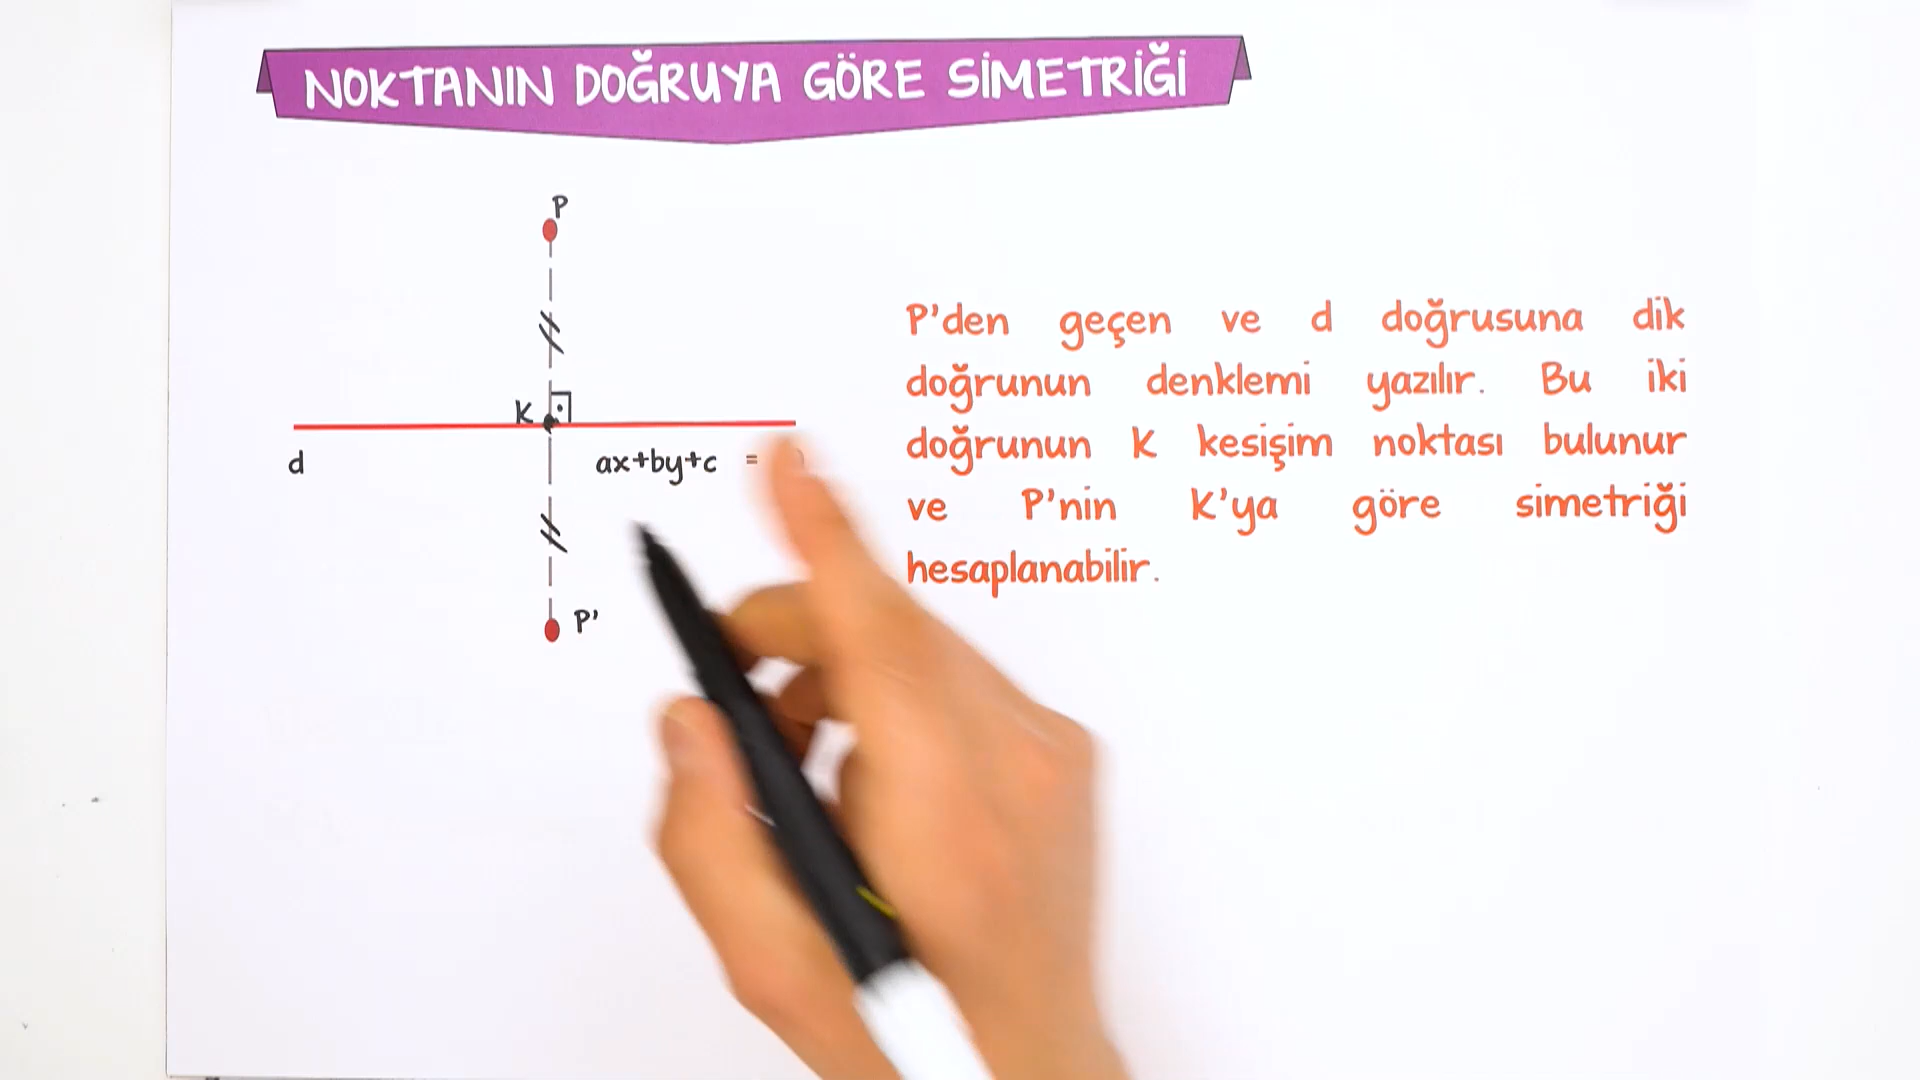 NOKTANIN DOĞRUYA GÖRE SİMETRİĞİ
P
K
d
ax+by+c =
P'
P'den geçen ve d doğrusuna dik
doğrunun denklemi yazılır. Bu iki
doğrunun K kesişim noktası bulunur
ve P'nin K'ya göre simetriği
hesaplanabilir.